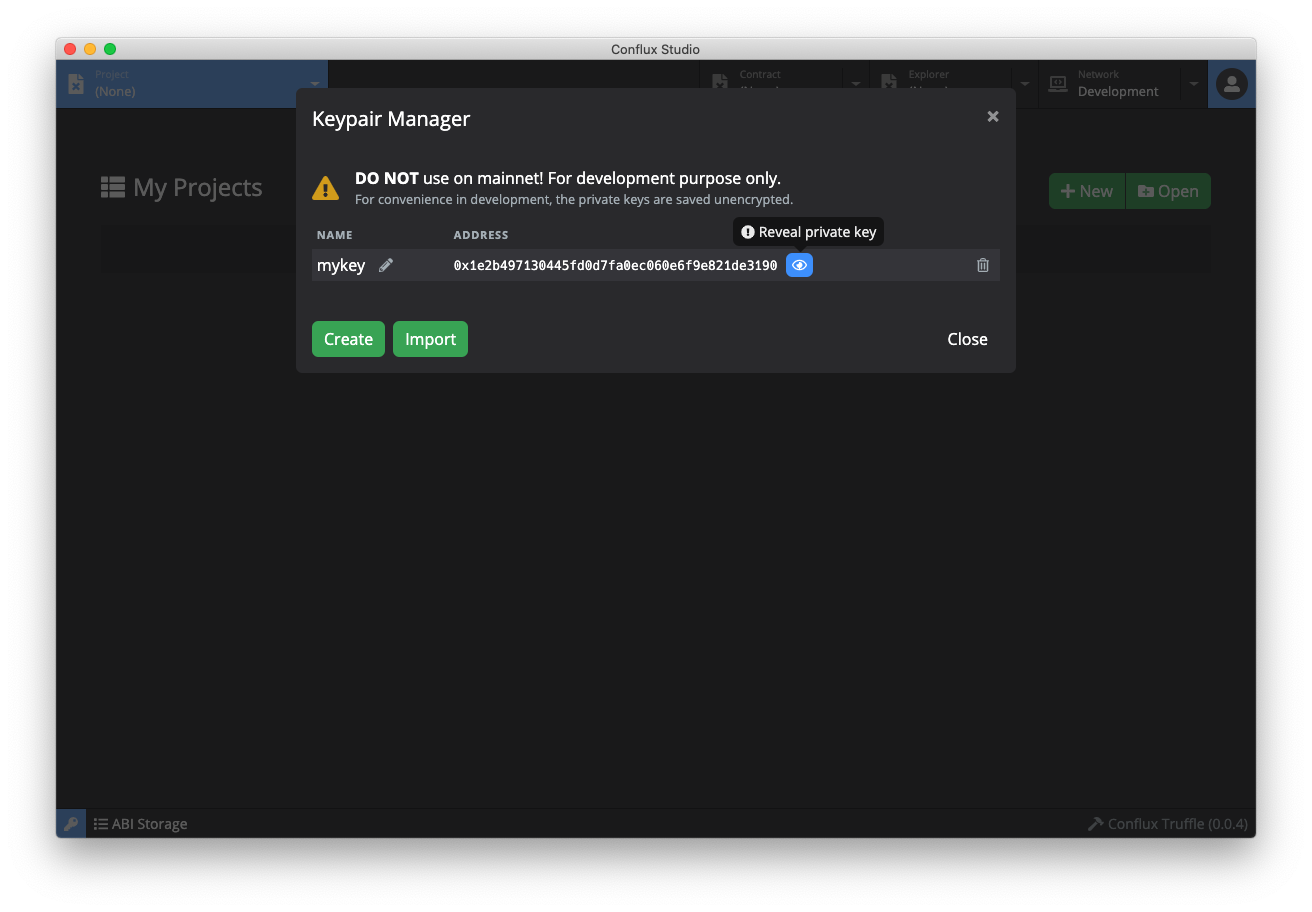 Conflux Studio
Project
(None)
Contract
Explorer
Network
Development
Keypair Manager
My Projects
New
Open
DO NOT use on mainnet! For development purpose only.
For convenience in development, the private keys are saved unencrypted.
Reveal private key
NAME
ADDRESS
mykey
0x1e2b497130445fd0d7fa0ec060e6f9e821de3190
Create
Import
Close
ABI Storage
Conflux Truffle (0.0.4)